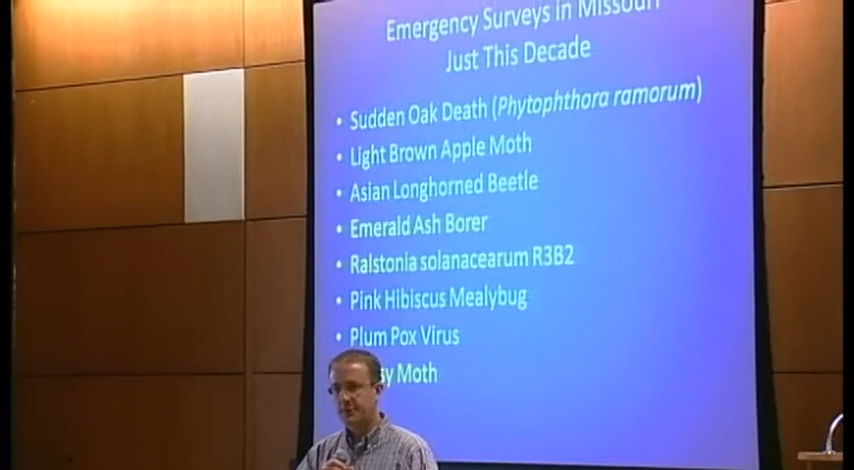 Emergency Surveys in Missouri
Just This Decade
• Sudden Oak Death (Phytophthora ramorum)
• Light Brown Apple Moth
• Asian Longhorned Beetle
• Emerald Ash Borer
• Ralstonia solanacearum R3B2
• Pink Hibiscus Mealybug
• Plum Pox Virus
Moth